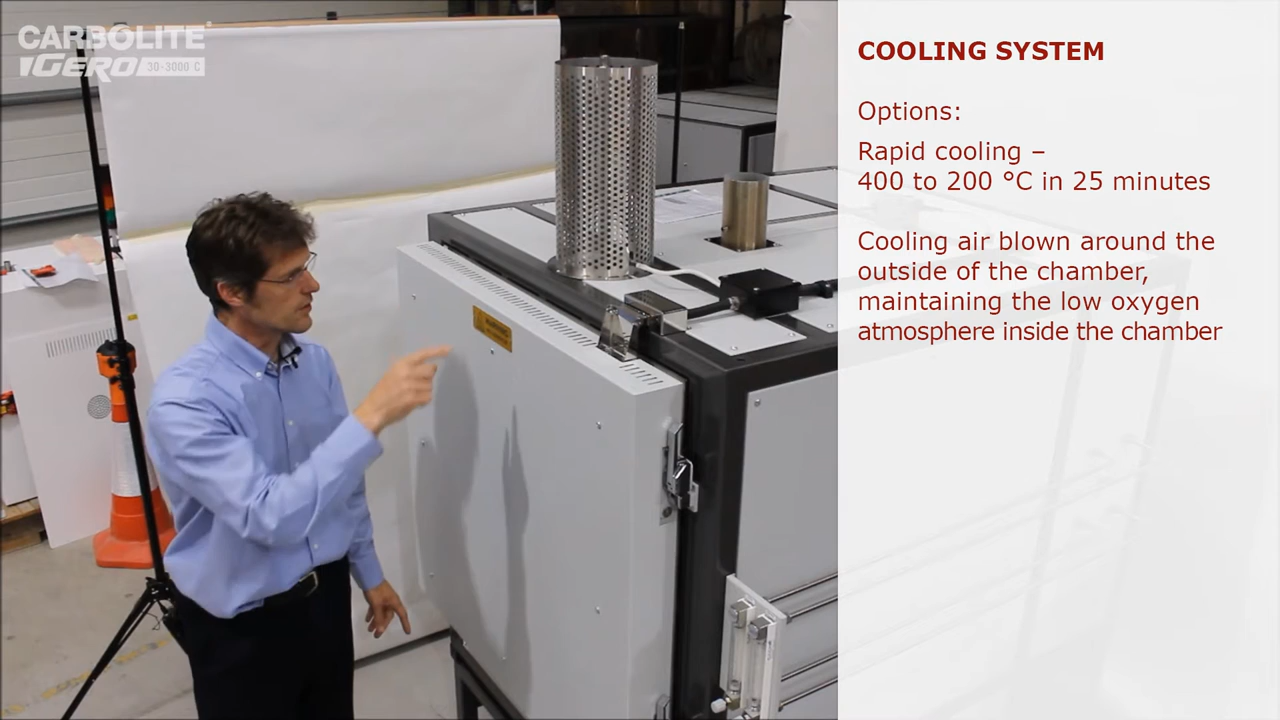 CARBOLITE
GERO 30-3000 °C
COOLING SYSTEM
Options:
Rapid cooling –
400 to 200 °C in 25 minutes
Cooling air blown around the
outside of the chamber,
maintaining the low oxygen
atmosphere inside the chamber